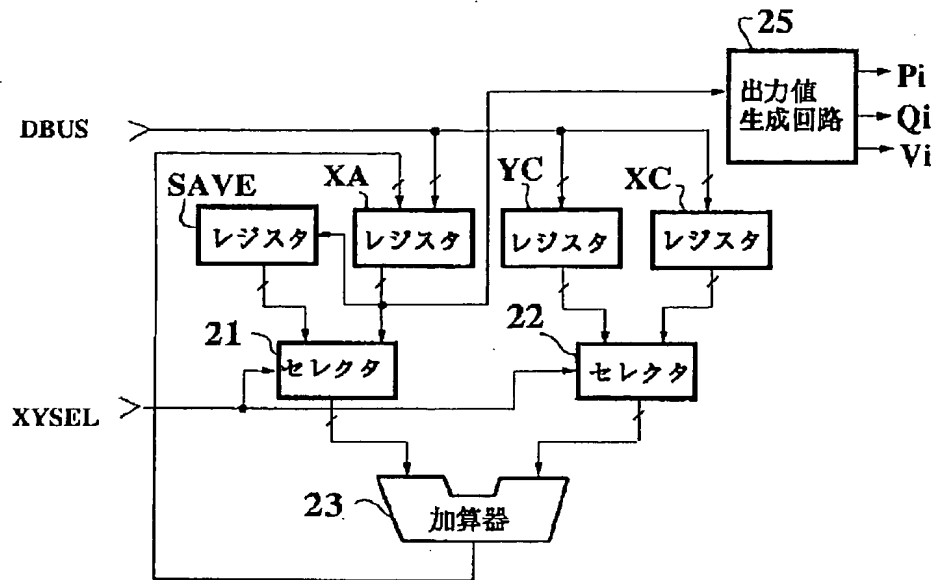 25
出力値
生成回路
Pi
Qi
Vi
DBUS
SAVE
XA
YC
XC
レジスタ
レジスタ
レジスタ
レジスタ
21
セレクタ
22
セレクタ
XYSEL
23
加算器